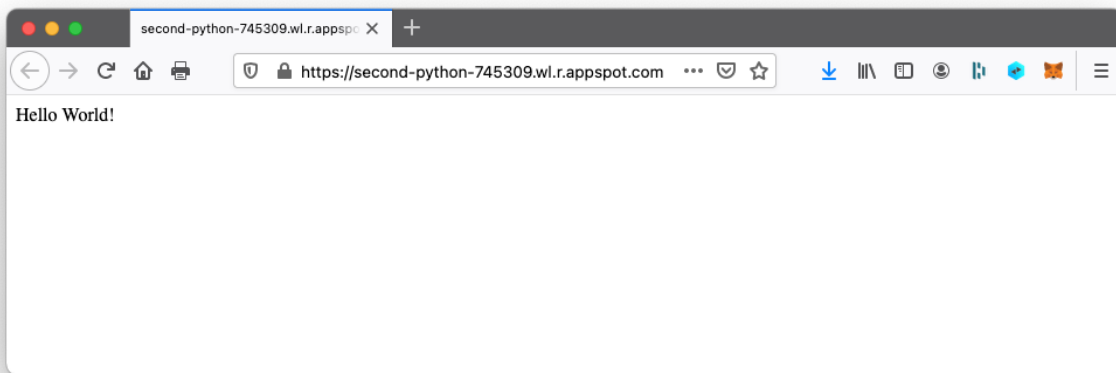 second-python-745309.wl.r.appspo
https://second-python-745309.wl.r.appspot.com
Hello World!